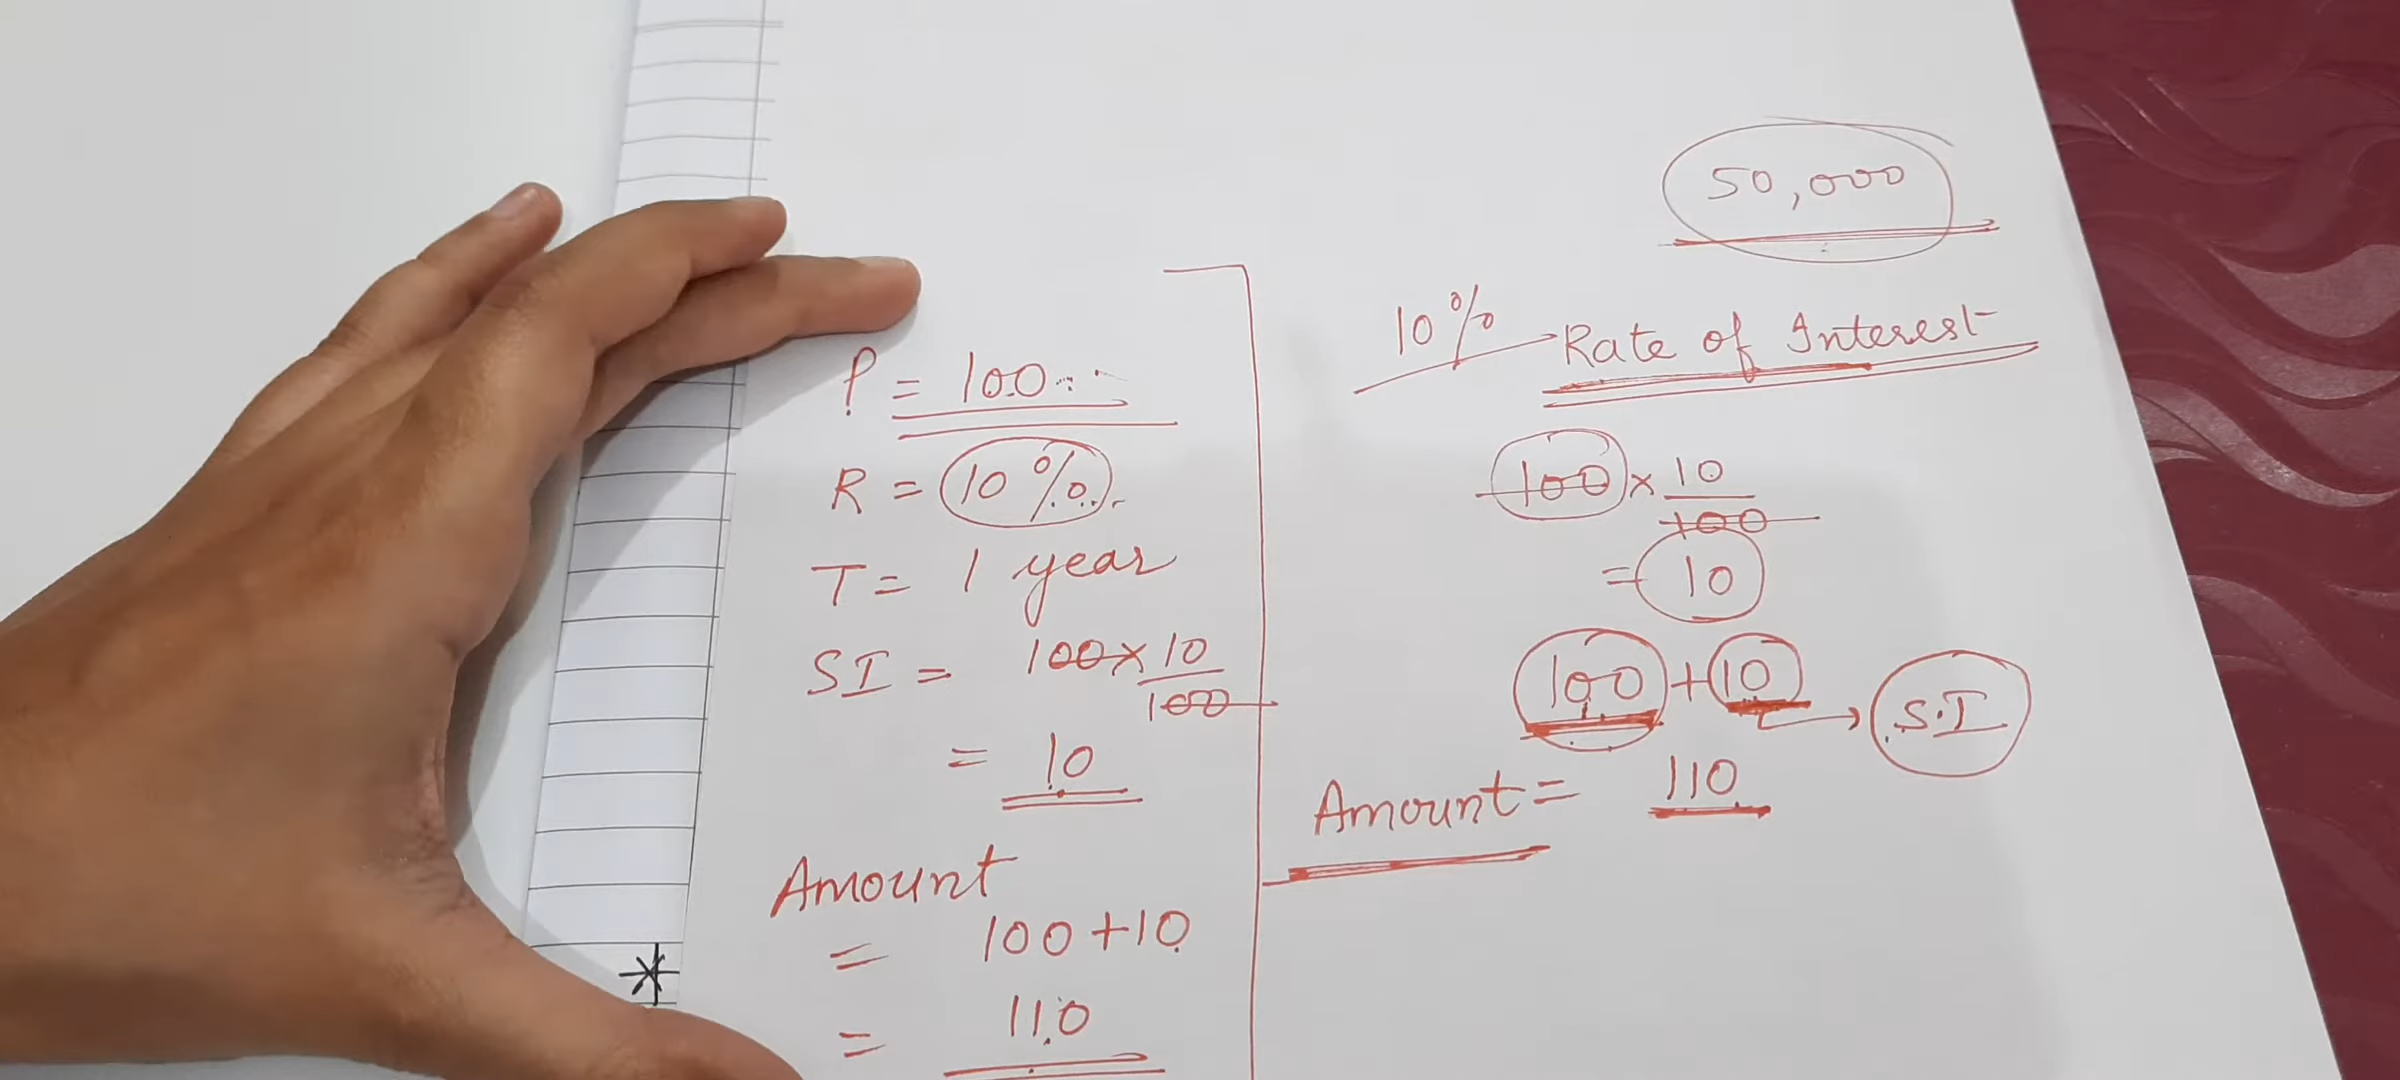 P = 100
R = 10%
T = 1 year
SI = 100 × 10
100
= 10
Amount
= 100 + 10
= 110
50,000
10% Rate of Interest
100 × 10
100
= 10
100 + 10 → S.I
Amount = 110